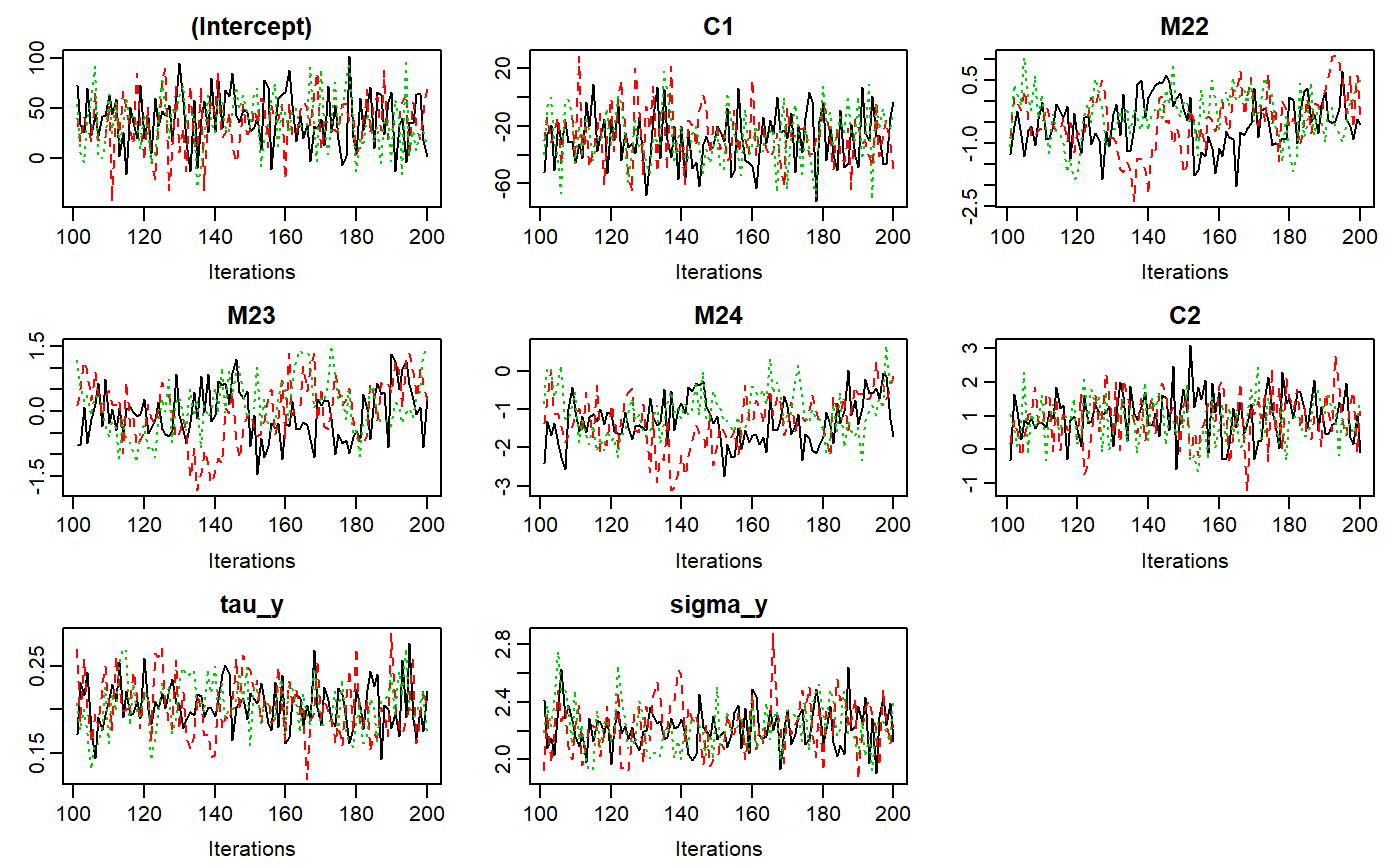 (Intercept) C1 M22
100 50 0 20 -20 -60 0.5 -1.0 -2.5
100 120 140 160 180 200 100 120 140 160 180 200 100 120 140 160 180 200
Iterations Iterations Iterations
M23 M24 C2
1.5 0.0 -1.5 0 -1 -2 -3 3 2 1 0 -1
100 120 140 160 180 200 100 120 140 160 180 200 100 120 140 160 180 200
Iterations Iterations Iterations
tau_y sigma_y
0.25 0.15 2.8 2.4 2.0
100 120 140 160 180 200 100 120 140 160 180 200
Iterations Iterations